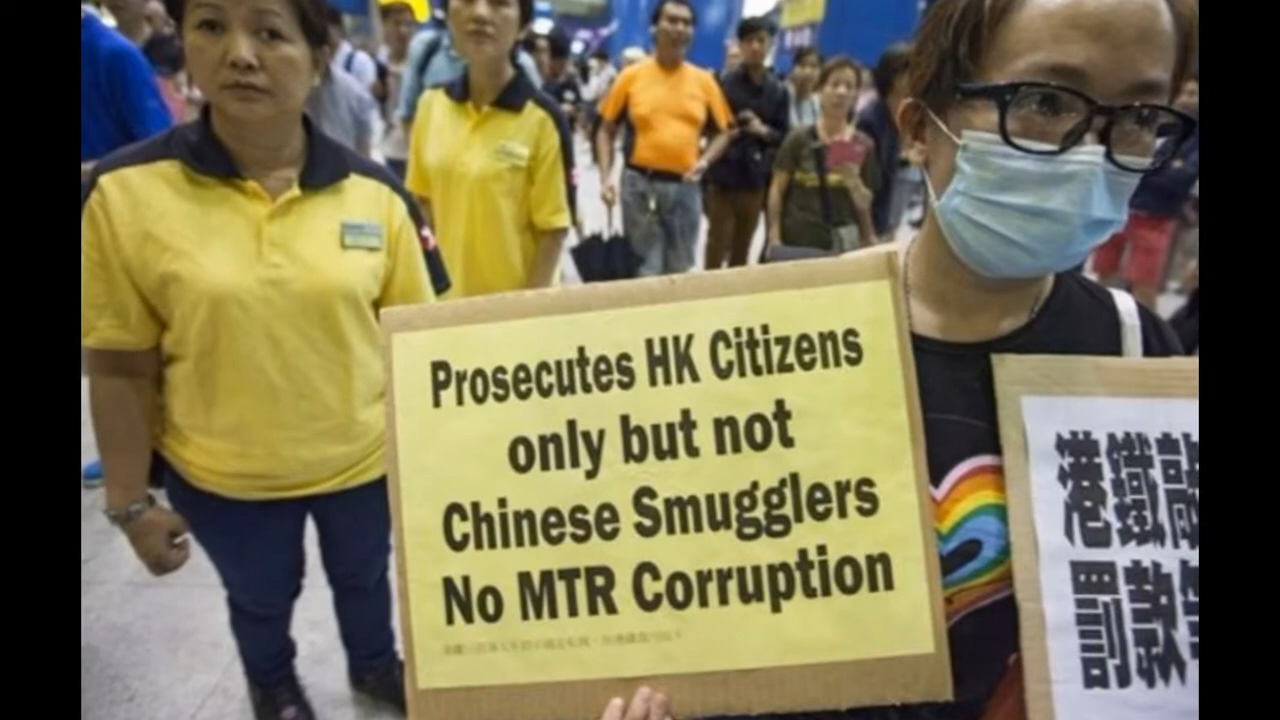 Prosecutes HK Citizens
only but not
Chinese Smugglers
No MTR Corruption
港鐵
罰款